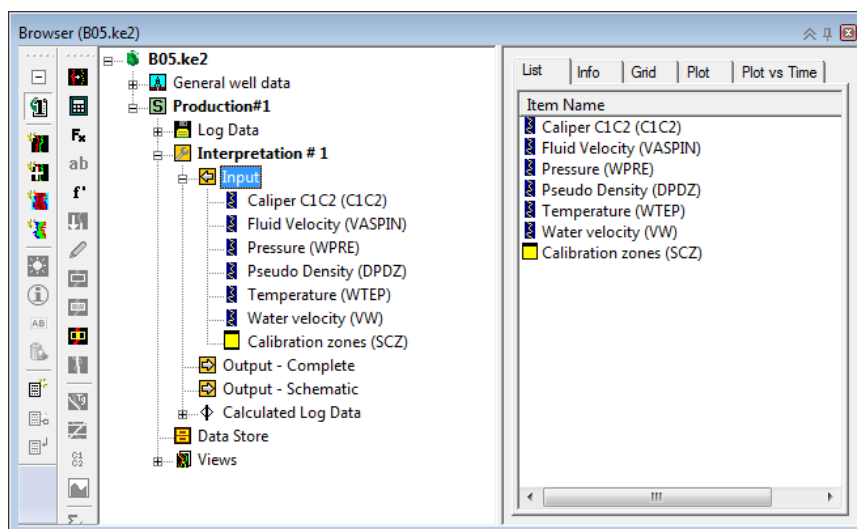 Browser (B05.ke2)
B05.ke2
General well data
Production#1
Log Data
Interpretation # 1
Input
Caliper C1C2 (C1C2)
Fluid Velocity (VASPIN)
Pressure (WPRE)
Pseudo Density (DPDZ)
Temperature (WTEP)
Water velocity (VW)
Calibration zones (SCZ)
Output - Complete
Output - Schematic
Calculated Log Data
Data Store
Views
List Info Grid Plot Plot vs Time
Item Name
Caliper C1C2 (C1C2)
Fluid Velocity (VASPIN)
Pressure (WPRE)
Pseudo Density (DPDZ)
Temperature (WTEP)
Water velocity (VW)
Calibration zones (SCZ)
Fx
ab
f'
AB
C1
C2